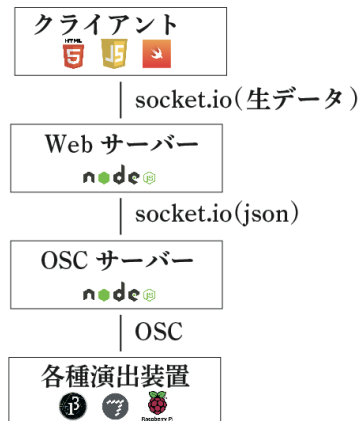 クライアント
HTML
5
JS
socket.io(生データ)
Web サーバー
node
JS
socket.io(json)
OSC サーバー
node
JS
OSC
各種演出装置
Raspberry Pi